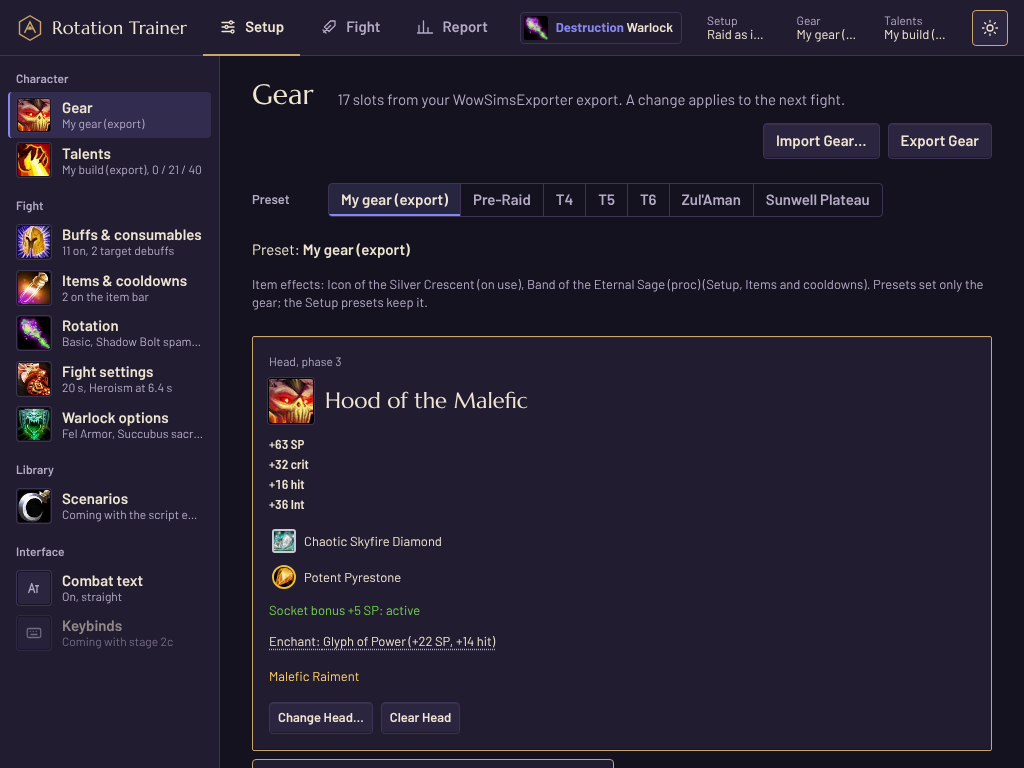 Rotation Trainer
Setup
Fight
Report
Destruction Warlock
Setup
Raid as i...
Gear
My gear (...
Talents
My build (...
Character
Gear
My gear (export)
Talents
My build (export), 0 / 21 / 40
Fight
Buffs & consumables
11 on, 2 target debuffs
Items & cooldowns
2 on the item bar
Rotation
Basic, Shadow Bolt spam...
Fight settings
20 s, Heroism at 6.4 s
Warlock options
Fel Armor, Succubus sacr...
Library
Scenarios
Coming with the script e...
Interface
AT
Combat text
On, straight
Keybinds
Coming with stage 2c
Gear
17 slots from your WowSimsExporter export. A change applies to the next fight.
Import Gear...
Export Gear
Preset
My gear (export)
Pre-Raid
T4
T5
T6
Zul'Aman
Sunwell Plateau
Preset: My gear (export)
Item effects: Icon of the Silver Crescent (on use), Band of the Eternal Sage (proc) (Setup, Items and cooldowns). Presets set only the
gear; the Setup presets keep it.
Head, phase 3
Hood of the Malefic
+63 SP
+32 crit
+16 hit
+36 Int
Chaotic Skyfire Diamond
Potent Pyrestone
Socket bonus +5 SP: active
Enchant: Glyph of Power (+22 SP, +14 hit)
Malefic Raiment
Change Head...
Clear Head